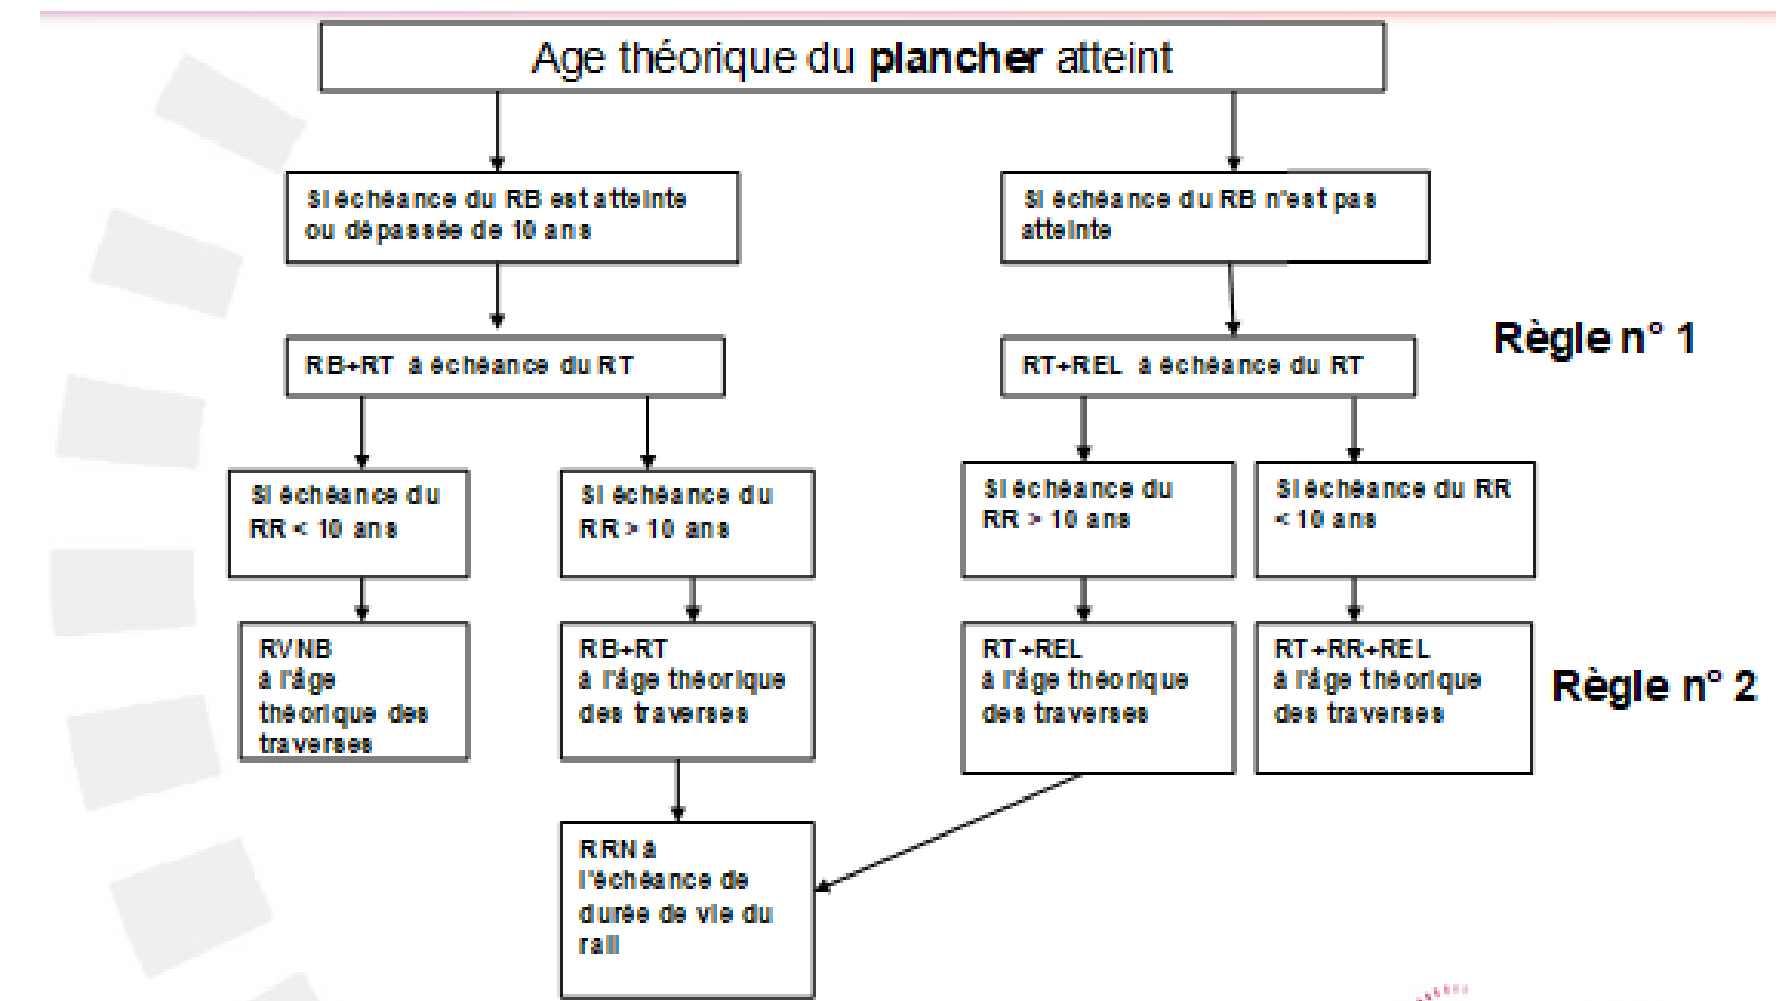 Age théorique du plancher atteint
Si échéance du RB est atteinte
ou dépassée de 10 ans
Si échéance du RB n'est pas
atteinte
RB+RT à échéance du RT
RT+REL à échéance du RT
Règle n° 1
Si échéance du
RR < 10 ans
Si échéance du
RR > 10 ans
Si échéance du
RR > 10 ans
Si échéance du RR
< 10 ans
RVNB
à l'âge
théorique des
traverses
RB+RT
à l'âge théorique
des traverses
RT+REL
à l'âge théorique
des traverses
RT+RR+REL
à l'âge théorique
des traverses
Règle n° 2
RRN à
l'échéance de
durée de vie du
rail